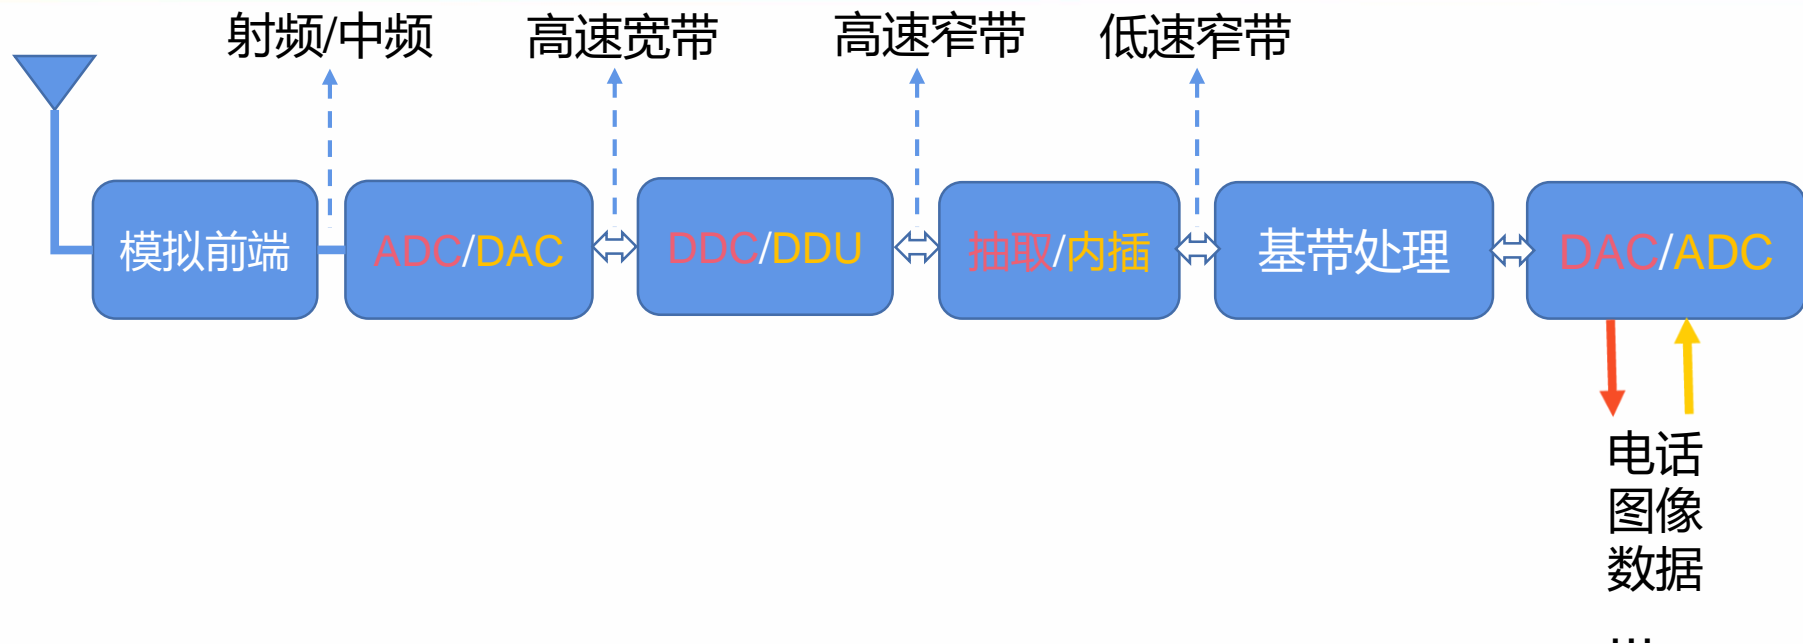 射频/中频
高速宽带
高速窄带
低速窄带
模拟前端
ADC/DAC
DDC/DDU
抽取/内插
基带处理
DAC/ADC
电话
图像
数据
...